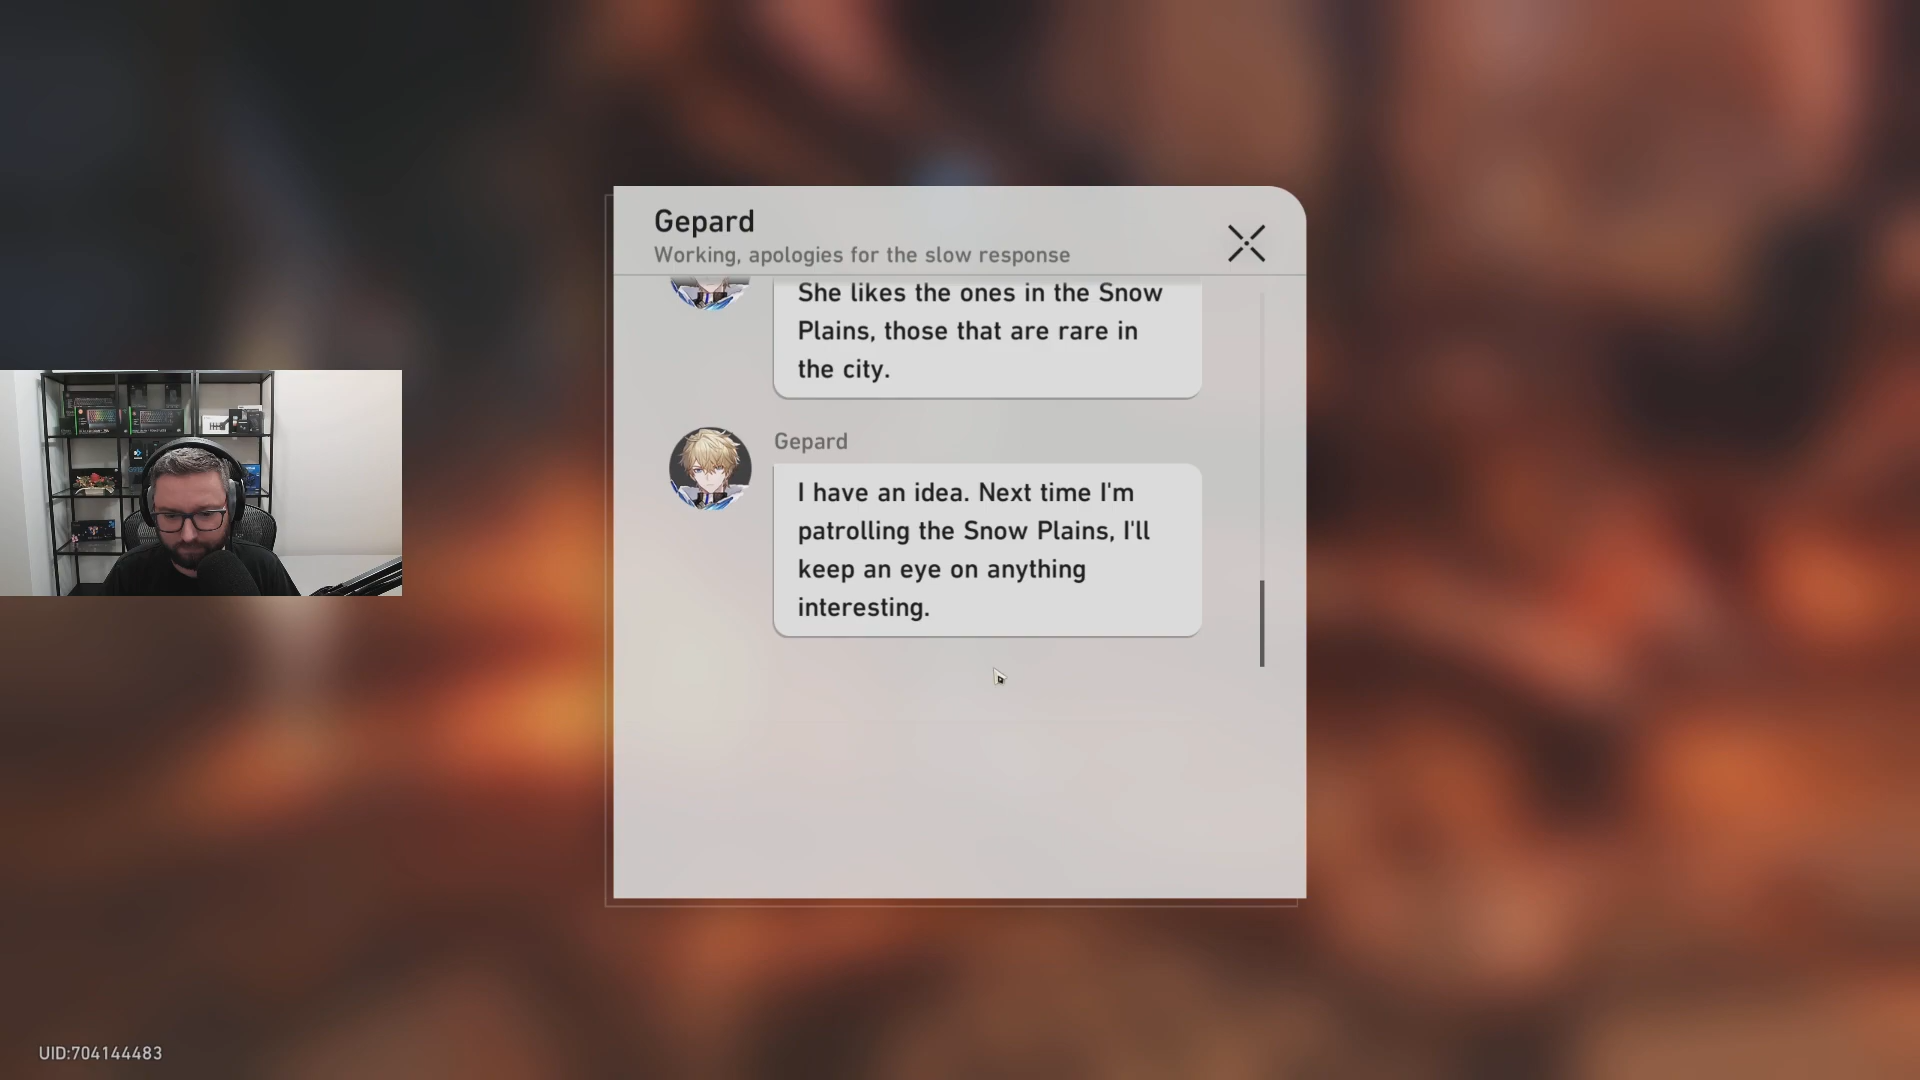 Gepard
Working, apologies for the slow response
She likes the ones in the Snow
Plains, those that are rare in
the city.
Gepard
I have an idea. Next time I'm
patrolling the Snow Plains, I'll
keep an eye on anything
interesting.
UID:704144483